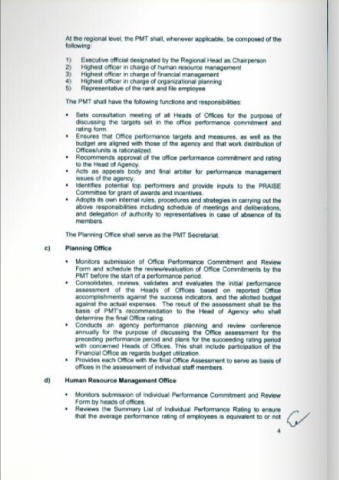 At the regional level, the PMT shall, whenever applicable, be composed of the
following:
1) Executive official designated by the Regional Head as Chairperson
2) Highest officer in charge of human resource management
3) Highest officer in charge of financial management
4) Highest officer in charge of organizational planning
5) Representative of the rank and file employee
The PMT shall have the following functions and responsibilities:
• Sets consultation meeting of all Heads of Offices for the purpose of
discussing the targets set in the office performance commitment and
rating form.
• Ensures that Office performance targets and measures, as well as the
budget are aligned with those of the agency and that work distribution of
Offices/units is rationalized.
• Recommends approval of the office performance commitment and rating
to the Head of Agency.
• Acts as appeals body and final arbiter for performance management
issues of the agency.
• Identifies potential top performers and provide inputs to the PRAISE
Committee for grant of awards and incentives.
• Adopts its own internal rules, procedures and strategies in carrying out the
above responsibilities including schedule of meetings and deliberations,
and delegation of authority to representatives in case of absence of its
members.
The Planning Office shall serve as the PMT Secretariat.
c) Planning Office
• Monitors submission of Office Performance Commitment and Review
Form and schedule the review/evaluation of Office Commitments by the
PMT before the start of a performance period.
• Consolidates, reviews, validates and evaluates the initial performance
assessment of the Heads of Offices based on reported Office
accomplishments against the success indicators, and the allotted budget
against the actual expenses. The result of the assessment shall be the
basis of PMT's recommendation to the Head of Agency who shall
determine the final Office rating.
• Conducts an agency performance planning and review conference
annually for the purpose of discussing the Office assessment for the
preceding performance period and plans for the succeeding rating period
with concerned Heads of Offices. This shall include participation of the
Financial Office as regards budget utilization.
• Provides each Office with the final Office Assessment to serve as basis of
offices in the assessment of individual staff members.
d) Human Resource Management Office
• Monitors submission of Individual Performance Commitment and Review
Form by heads of offices.
• Reviews the Summary List of Individual Performance Rating to ensure
that the average performance rating of employees is equivalent to or not
4